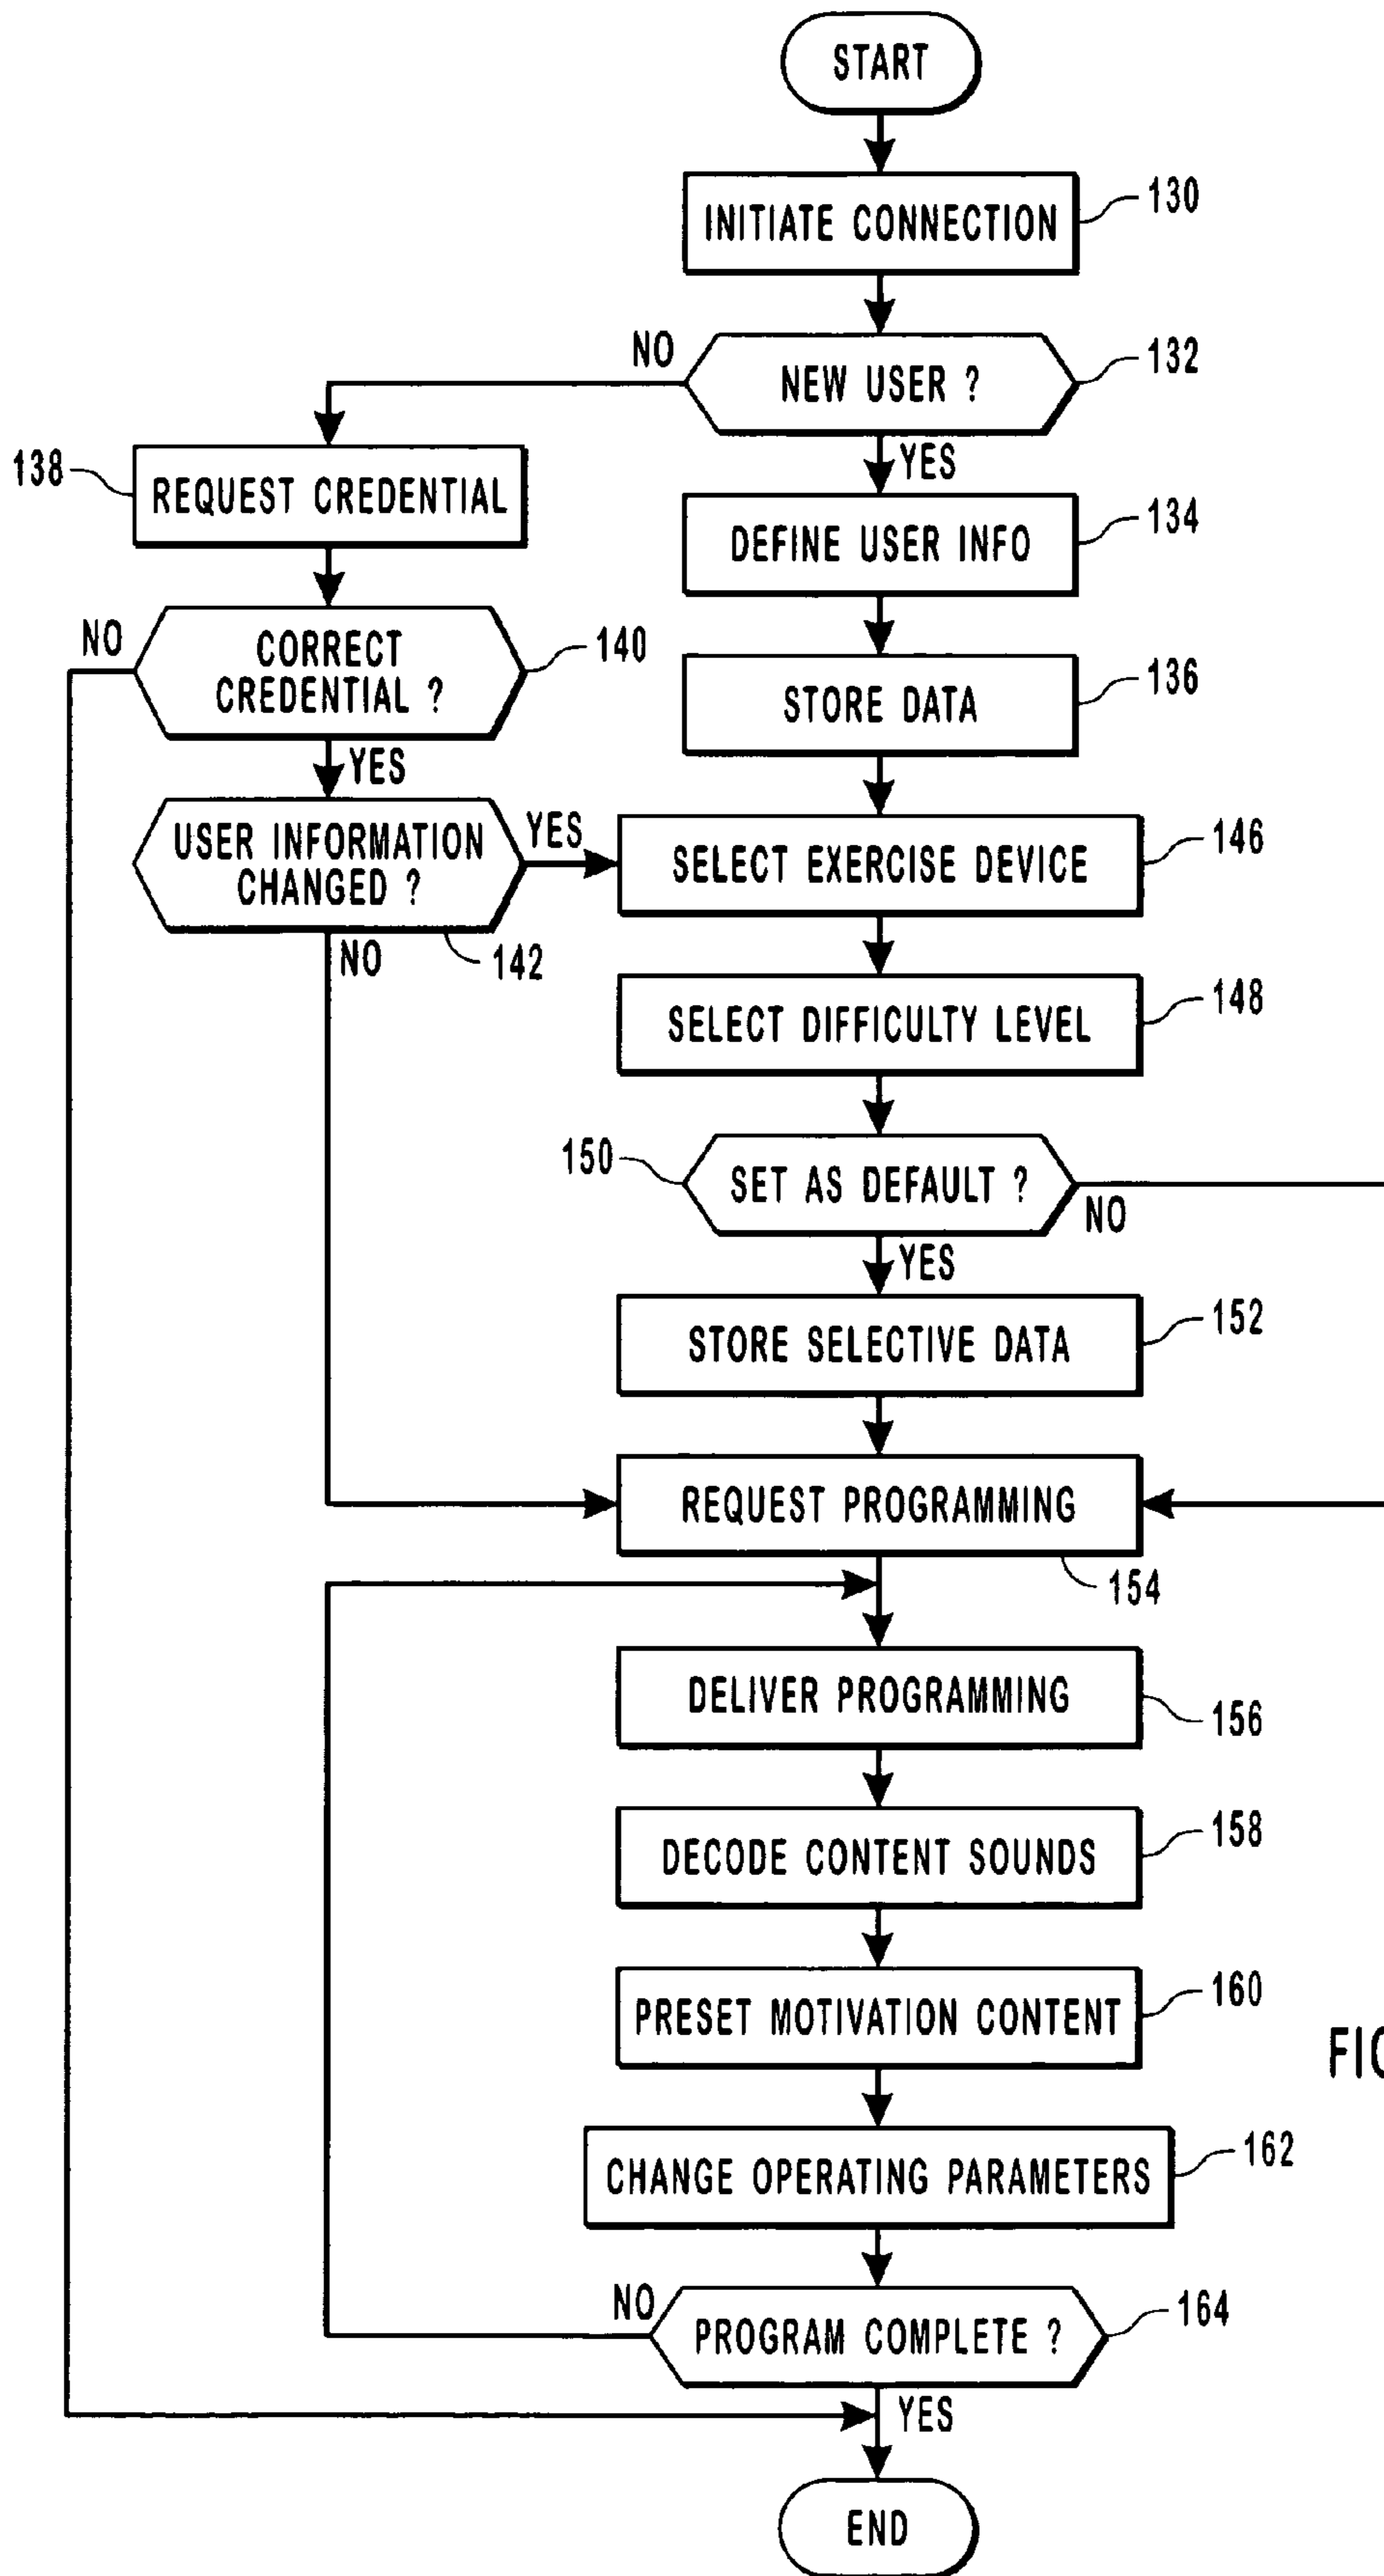 START
INITIATE CONNECTION
130
NO
NEW USER ?
132
YES
138
REQUEST CREDENTIAL
DEFINE USER INFO
134
NO
CORRECT
CREDENTIAL ?
140
STORE DATA
136
YES
USER INFORMATION
CHANGED ?
YES
142
NO
SELECT EXERCISE DEVICE
146
SELECT DIFFICULTY LEVEL
148
150
SET AS DEFAULT ?
NO
YES
STORE SELECTIVE DATA
152
REQUEST PROGRAMMING
154
DELIVER PROGRAMMING
156
DECODE CONTENT SOUNDS
158
PRESET MOTIVATION CONTENT
160
CHANGE OPERATING PARAMETERS
162
NO
PROGRAM COMPLETE ?
164
YES
END